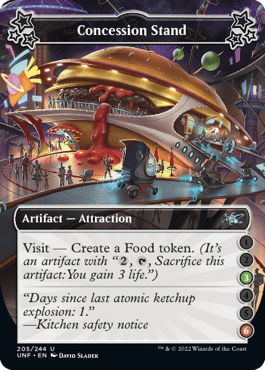 Concession Stand
Artifact — Attraction
Visit — Create a Food token. (It's
an artifact with “2, , Sacrifice this
artifact:You gain 3 life.”)
“Days since last atomic ketchup
explosion: 1.”
—Kitchen safety notice
1
2
3
4
5
6
205/244 U
UNF • EN DAVID SLADEK
™ & © 2022 Wizards of the Coast